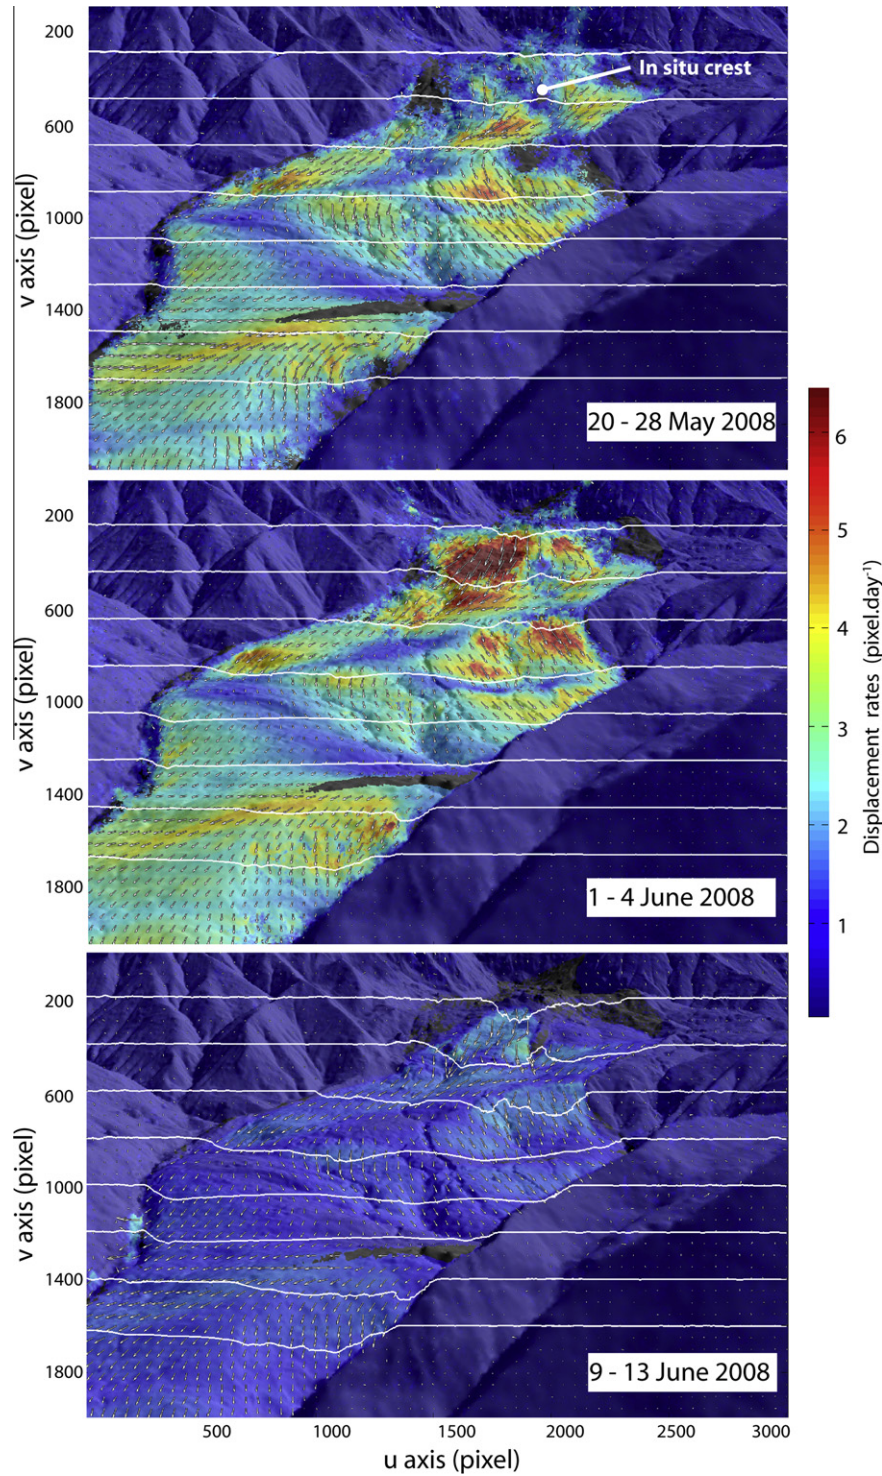 200
In situ crest
600
1000
v axis (pixel)
1400
1800
20 - 28 May 2008
200
600
1000
v axis (pixel)
1400
1800
1 - 4 June 2008
6
5
4
3
2
1
Displacement rates (pixel.day⁻¹)
200
600
1000
v axis (pixel)
1400
1800
9 - 13 June 2008
500 1000 1500 2000 2500 3000
u axis (pixel)